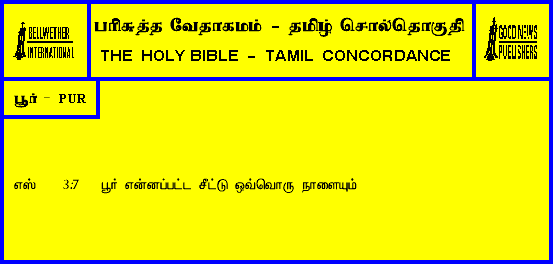 BELLWETHER
INTERNATIONAL
பரிசுத்த வேதாகமம் - தமிழ் சொல்தொகுதி
THE HOLY BIBLE - TAMIL CONCORDANCE
GOOD NEWS
PUBLISHERS
பூர் - PUR
எஸ் 3:7 பூர் என்னப்பட்ட சீட்டு ஒவ்வொரு நாளையும்